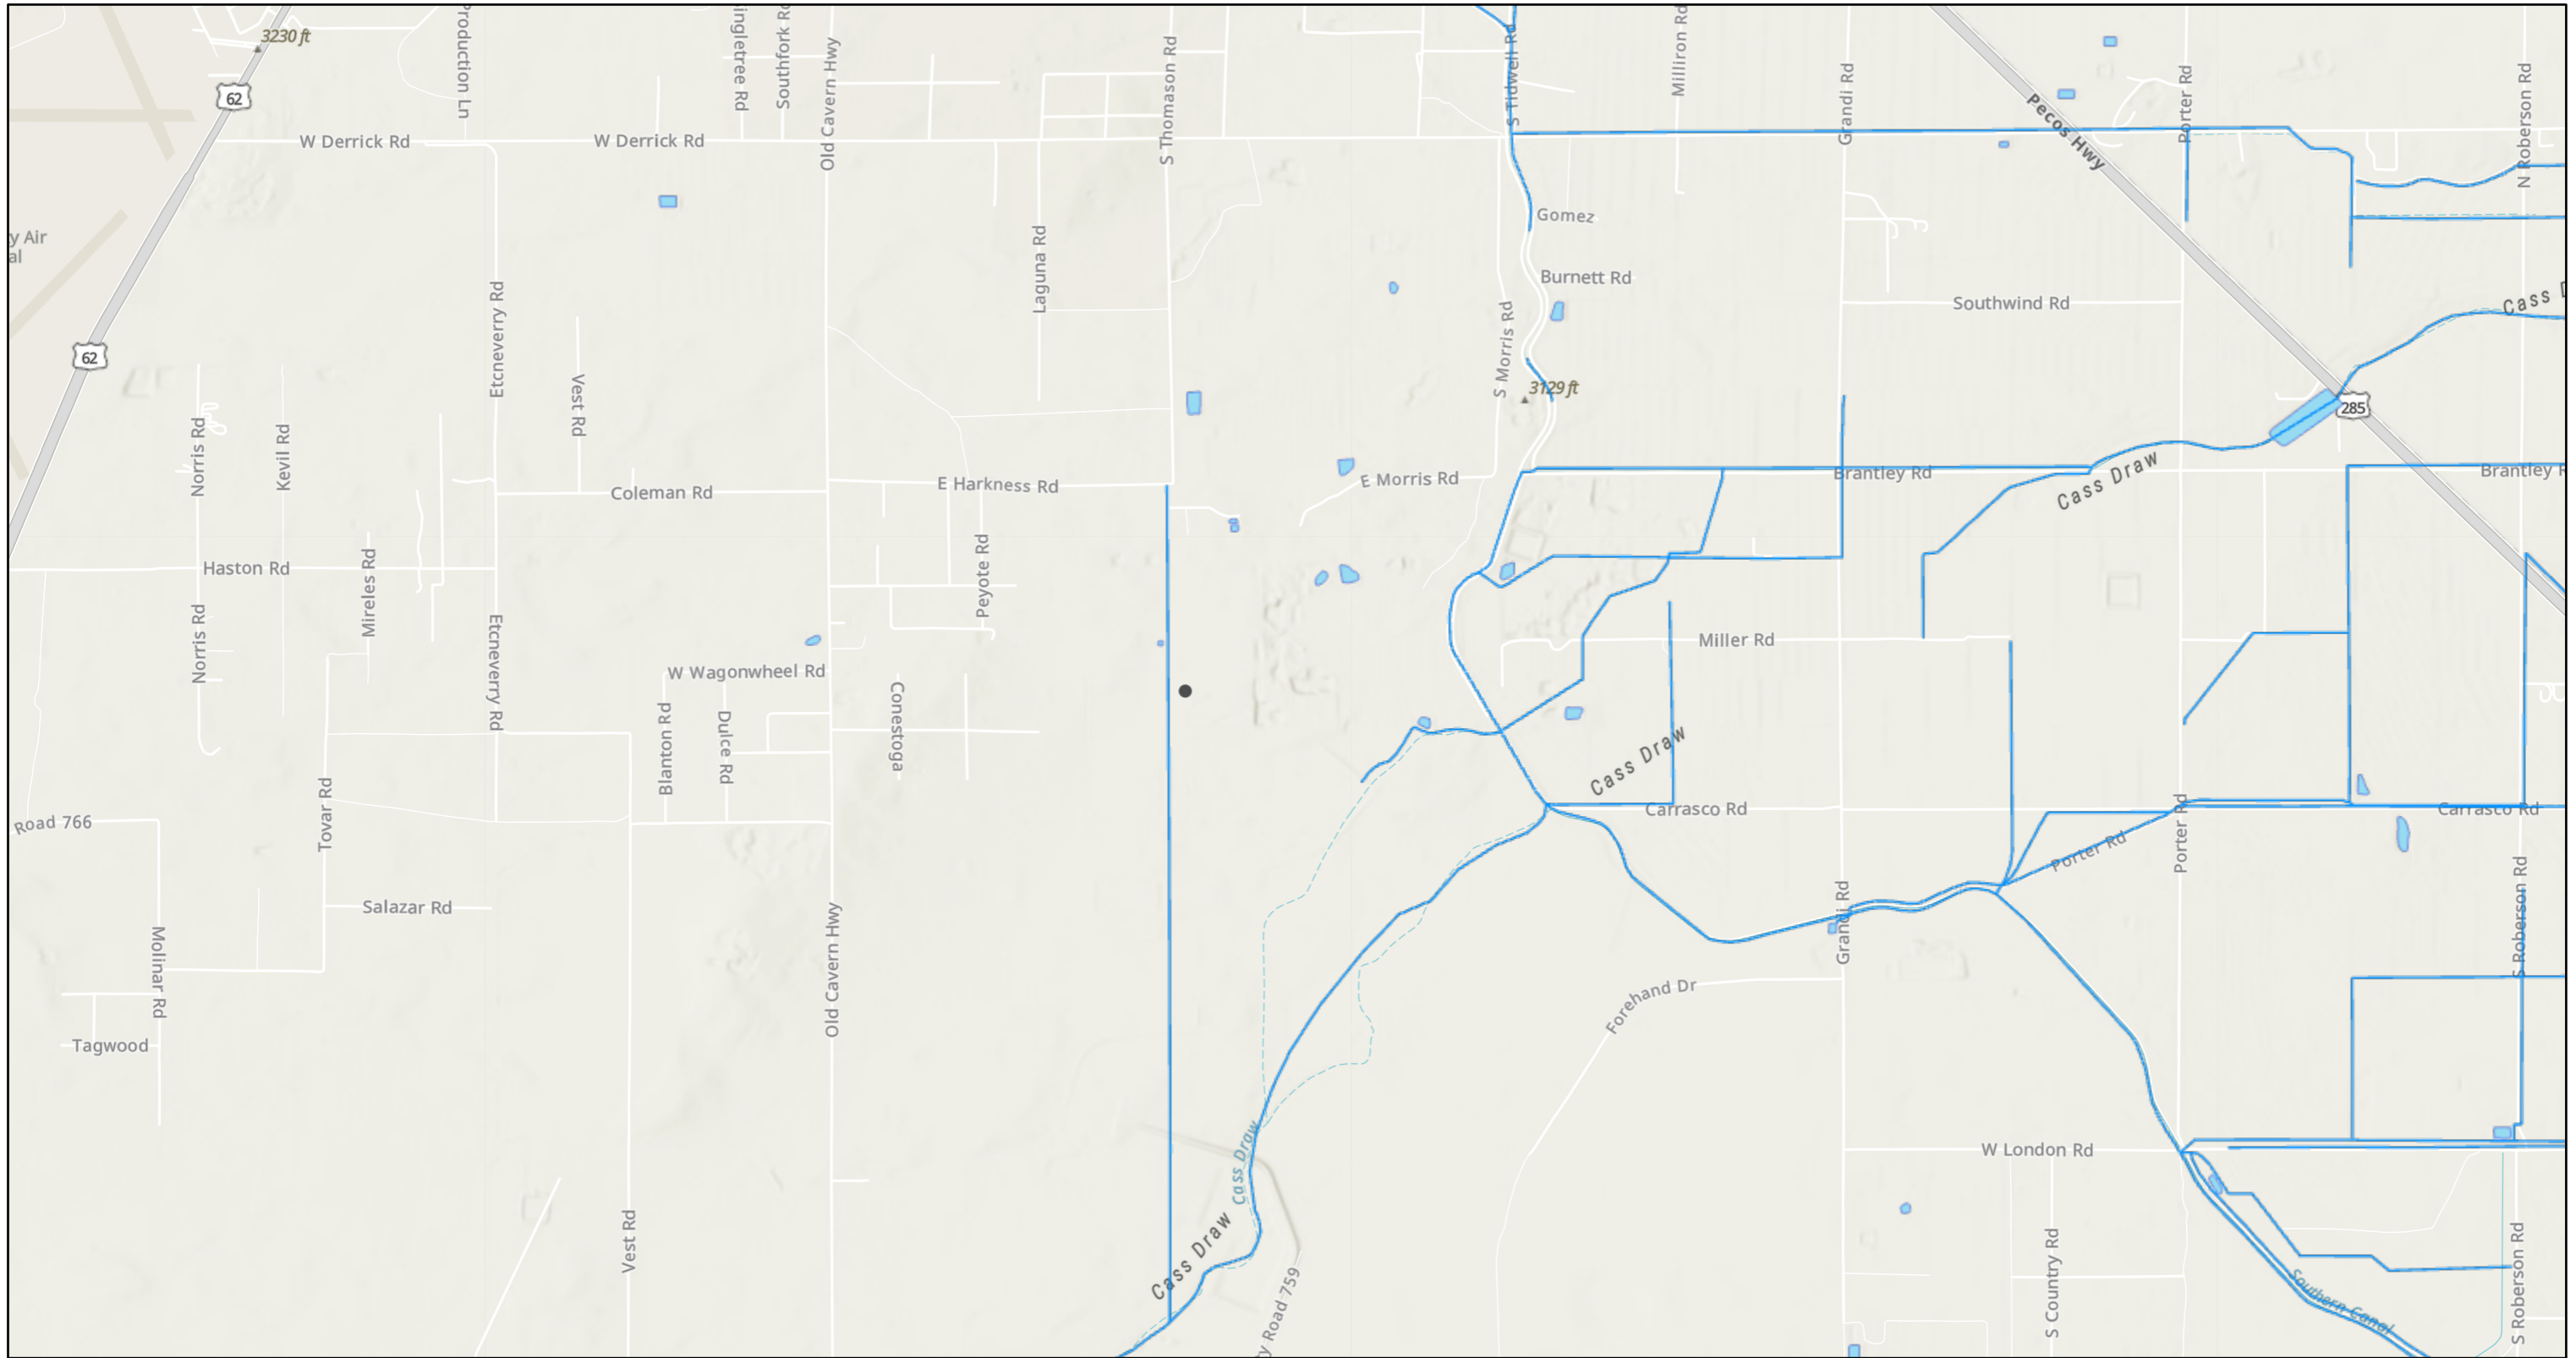 3230 ft
62
Production Ln
Southfork Rd
Old Cavern Hwy
S Thomason Rd
S Tidwell Rd
Milliron Rd
Grandi Rd
Pecos Hwy
Porter Rd
N Roberson Rd
W Derrick Rd
W Derrick Rd
y Air
al
62
Etcheverry Rd
Laguna Rd
Gomez
Burnett Rd
Southwind Rd
Cass D
S Morris Rd
3129 ft
285
Vest Rd
Norris Rd
Kevil Rd
Coleman Rd
E Harkness Rd
E Morris Rd
Brantley Rd
Cass Draw
Brantley R
Haston Rd
Mireles Rd
Peyote Rd
Norris Rd
Etcheverry Rd
W Wagonwheel Rd
Miller Rd
Blanton Rd
Dulce Rd
Conestoga
Cass Draw
Road 766
Tovar Rd
Carrasco Rd
Porter Rd
Porter Rd
Carrasco Rd
Salazar Rd
Molinar Rd
Old Cavern Hwy
Grandi Rd
S Roberson Rd
Forehand Dr
Tagwood
Cass Draw
W London Rd
Vest Rd
Cass Draw
y Road 759
S Country Rd
Southern Canal
S Roberson Rd